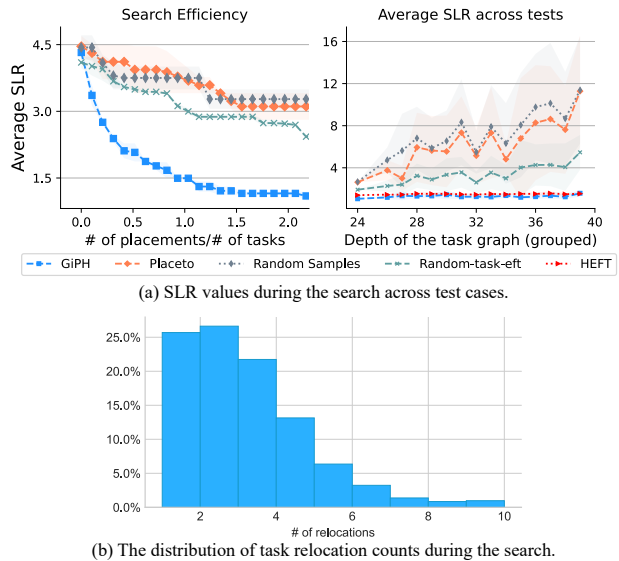 Search Efficiency
Average SLR across tests
Average SLR
4.5
3.0
1.5
0.0
0.5
1.0
1.5
2.0
# of placements/# of tasks
16
12
8
4
24
28
32
36
40
Depth of the task graph (grouped)
GiPH
Placeto
Random Samples
Random-task-eft
HEFT
(a) SLR values during the search across test cases.
25.0%
20.0%
15.0%
10.0%
5.0%
0.0%
2
4
6
8
10
# of relocations
(b) The distribution of task relocation counts during the search.